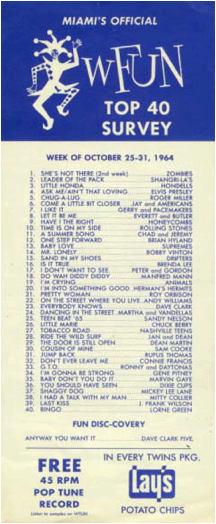 MIAMI'S OFFICIAL
WFUN
TOP 40
SURVEY
WEEK OF OCTOBER 25-31, 1964
1. SHE'S NOT THERE (2nd week) ZOMBIES
2. LEADER OF THE PACK SHANGRI-LA'S
3. LITTLE HONDA HONDELLS
4. ASK ME/AIN'T THAT LOVING ELVIS PRESLEY
5. CHUG-A-LUG ROGER MILLER
6. COME A LITTLE BIT CLOSER JAY and AMERICANS
7. I LIKE IT GERRY and PACEMAKERS
8. LET IT BE ME EVERETT and BUTLER
9. HAVE I THE RIGHT HONEYCOMBS
10. TIME IS ON MY SIDE ROLLING STONES
11. A SUMMER SONG CHAD and JEREMY
12. ONE STEP FORWARD BRIAN HYLAND
13. BABY LOVE SUPREMES
14. MR. LONELY BOBBY VINTON
15. SAND IN MY SHOES DRIFTERS
16. IS IT TRUE BRENDA LEE
17. I DON'T WANT TO SEE PETER and GORDON
18. DO WAH DIDDY DIDDY MANFRED MANN
19. I'M CRYING ANIMALS
20. I'M INTO SOMETHING GOOD HERMAN'S HERMITS
21. PRETTY WOMAN ROY ORBISON
22. ON THE STREET WHERE YOU LIVE ANDY WILLIAMS
23. EVERYBODY KNOWS DAVE CLARK
24. DANCING IN THE STREET MARTHA and VANDELLAS
25. TEEN BEAT '65 SANDY NELSON
26. LITTLE MARIE CHUCK BERRY
27. TOBACCO ROAD NASHVILLE TEENS
28. RIDE THE WILD SURF JAN and DEAN
29. THE DOOR IS STILL OPEN DEAN MARTIN
30. COUSIN OF MINE SAM COOKE
31. JUMP BACK RUFUS THOMAS
32. DON'T EVER LEAVE ME CONNIE FRANCIS
33. G.T.O. RONNY and DAYTONAS
34. I'M GONNA BE STRONG GENE PITNEY
35. BABY DON'T YOU DO IT MARVIN GAYE
36. YOU SHOULD HAVE SEEN DIXIE CUPS
37. SHAGGY DOG MICKEY LEE LANE
38. I HAD A TALK WITH MY MAN MITTY COLLIER
39. LAST KISS J. FRANK WILSON
40. RINGO LORNE GREEN
FUN DISC-COVERY
ANYWAY YOU WANT IT DAVE CLARK FIVE
FREE
45 RPM
POP TUNE
RECORD
Listen to samples on WFUN
IN EVERY TWINS PKG.
Lay's
POTATO CHIPS